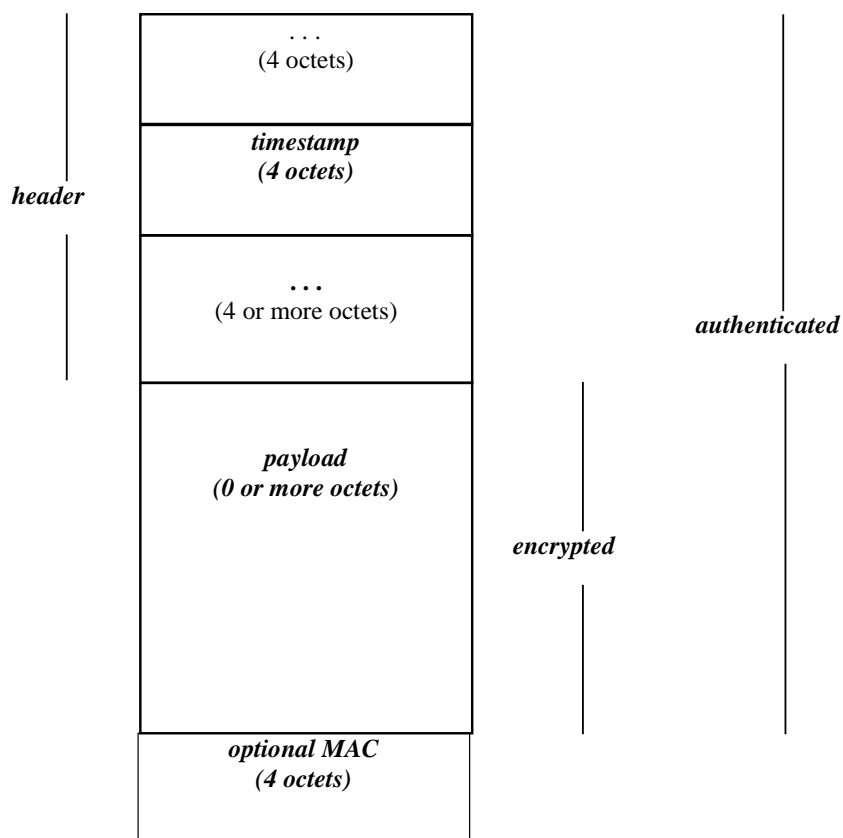 . . .
(4 octets)
timestamp
(4 octets)
header
. . .
(4 or more octets)
authenticated
payload
(0 or more octets)
encrypted
optional MAC
(4 octets)